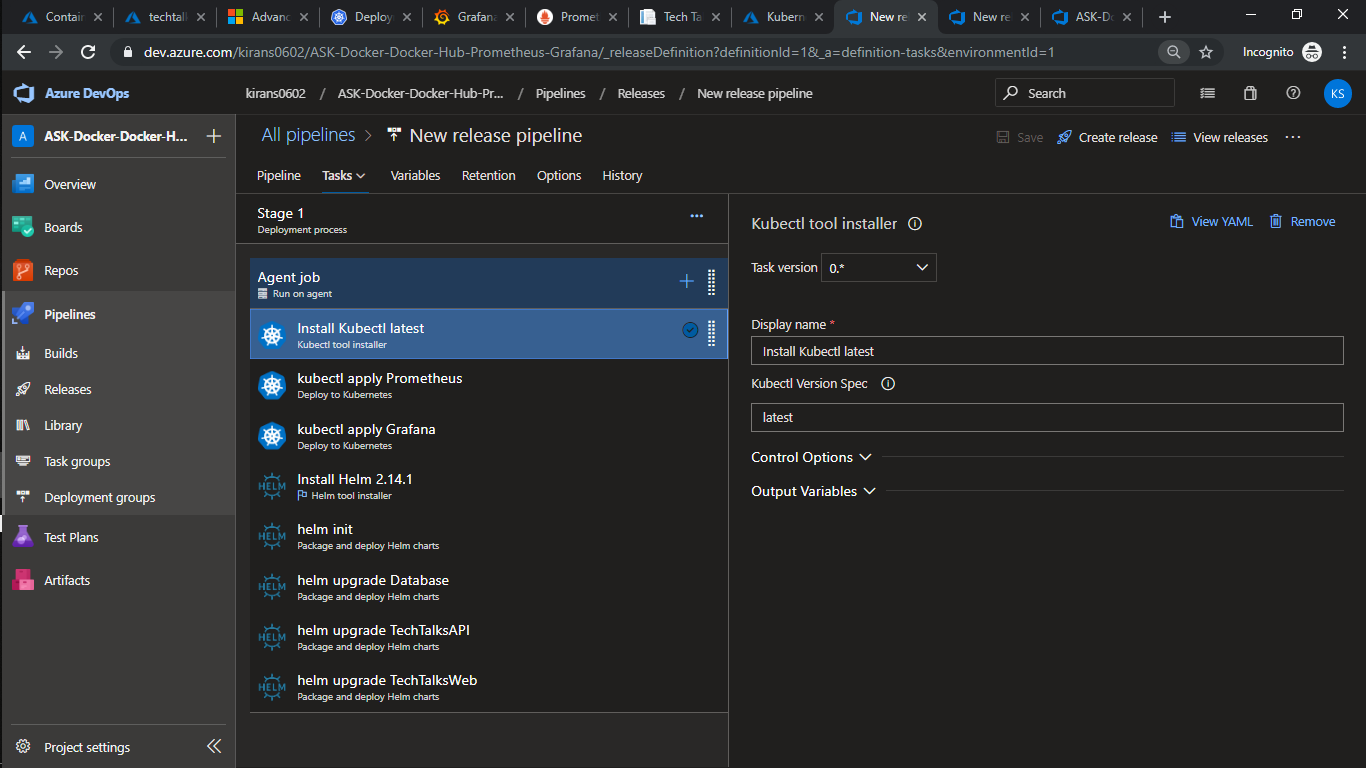 Contain
techtal
Advanc
Deploy
Grafana
Promet
Tech Ta
Kubern
New re
New re
ASK-Do
dev.azure.com/kirans0602/ASK-Docker-Docker-Hub-Prometheus-Grafana/_releaseDefinition?definitionId=1&_a=definition-tasks&environmentId=1
Incognito
Azure DevOps
kirans0602 / ASK-Docker-Docker-Hub-Pr... / Pipelines / Releases / New release pipeline
Search
KS
A ASK-Docker-Docker-H...
Overview
Boards
Repos
Pipelines
Builds
Releases
Library
Task groups
Deployment groups
Test Plans
Artifacts
Project settings
All pipelines > New release pipeline
Save Create release View releases ...
Pipeline Tasks Variables Retention Options History
Stage 1
Deployment process
Agent job
Run on agent
Install Kubectl latest
Kubectl tool installer
kubectl apply Prometheus
Deploy to Kubernetes
kubectl apply Grafana
Deploy to Kubernetes
HELM
Install Helm 2.14.1
Helm tool installer
HELM
helm init
Package and deploy Helm charts
HELM
helm upgrade Database
Package and deploy Helm charts
HELM
helm upgrade TechTalksAPI
Package and deploy Helm charts
HELM
helm upgrade TechTalksWeb
Package and deploy Helm charts
Kubectl tool installer
View YAML Remove
Task version 0.*
Display name *
Install Kubectl latest
Kubectl Version Spec
latest
Control Options
Output Variables